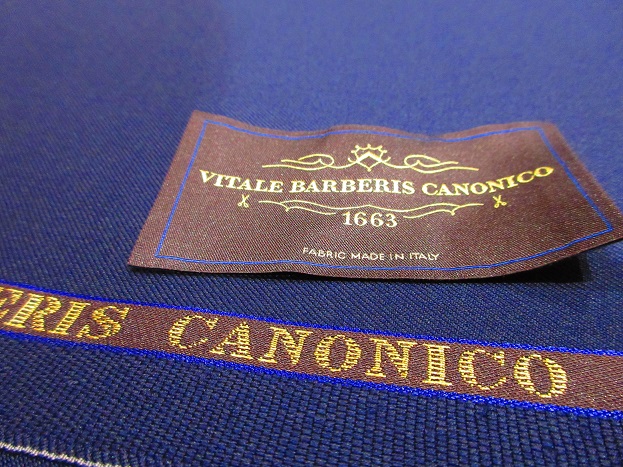 VITALE BARBERIS CANONICO
1663
FABRIC MADE IN ITALY
ERIS CANONICO